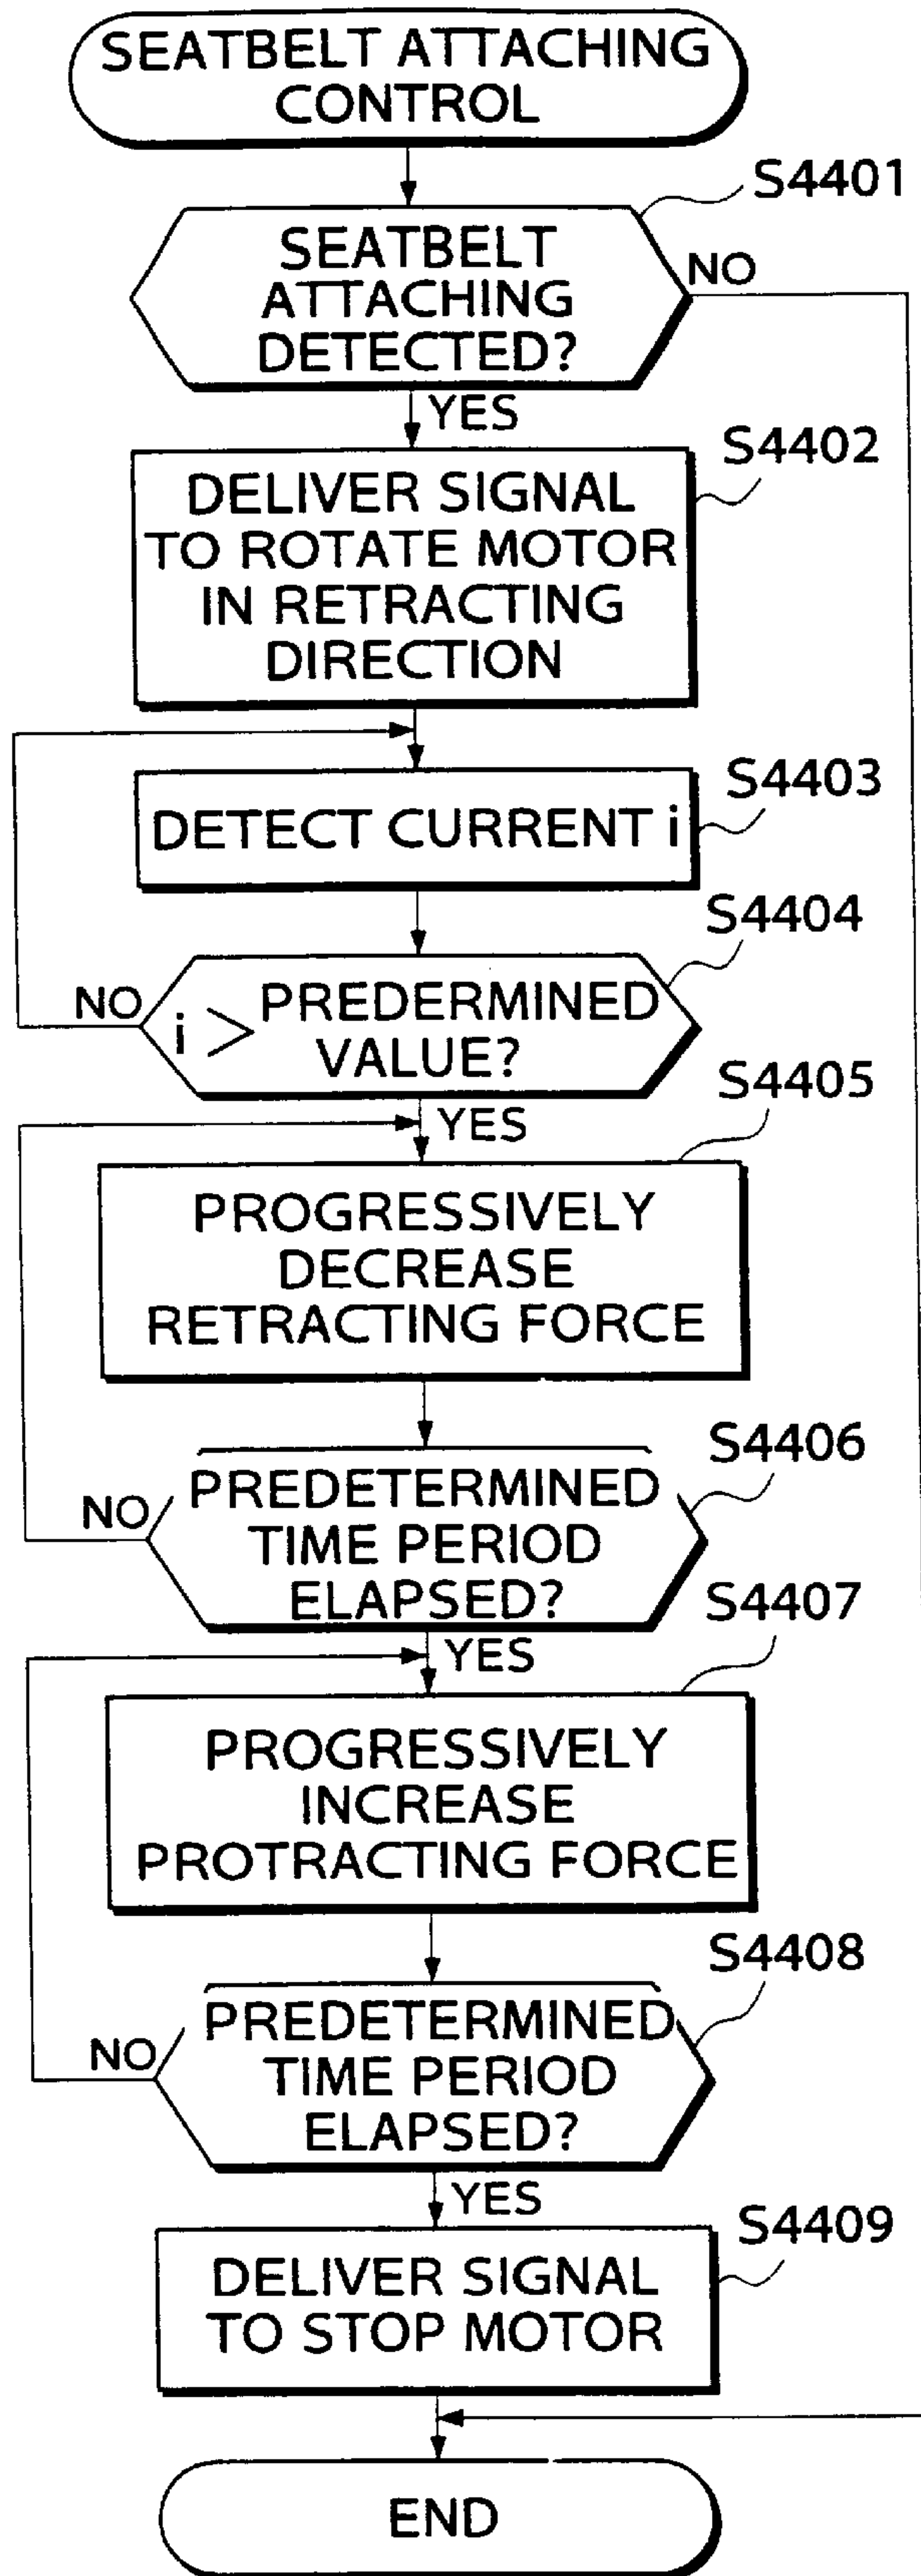 SEATBELT ATTACHING
CONTROL
S4401
SEATBELT
ATTACHING
DETECTED?
NO
YES
S4402
DELIVER SIGNAL
TO ROTATE MOTOR
IN RETRACTING
DIRECTION
S4403
DETECT CURRENT i
S4404
NO
i > PREDERMINED
VALUE?
S4405
YES
PROGRESSIVELY
DECREASE
RETRACTING FORCE
S4406
NO
PREDETERMINED
TIME PERIOD
ELAPSED?
S4407
YES
PROGRESSIVELY
INCREASE
PROTRACTING FORCE
S4408
NO
PREDETERMINED
TIME PERIOD
ELAPSED?
YES
S4409
DELIVER SIGNAL
TO STOP MOTOR
END